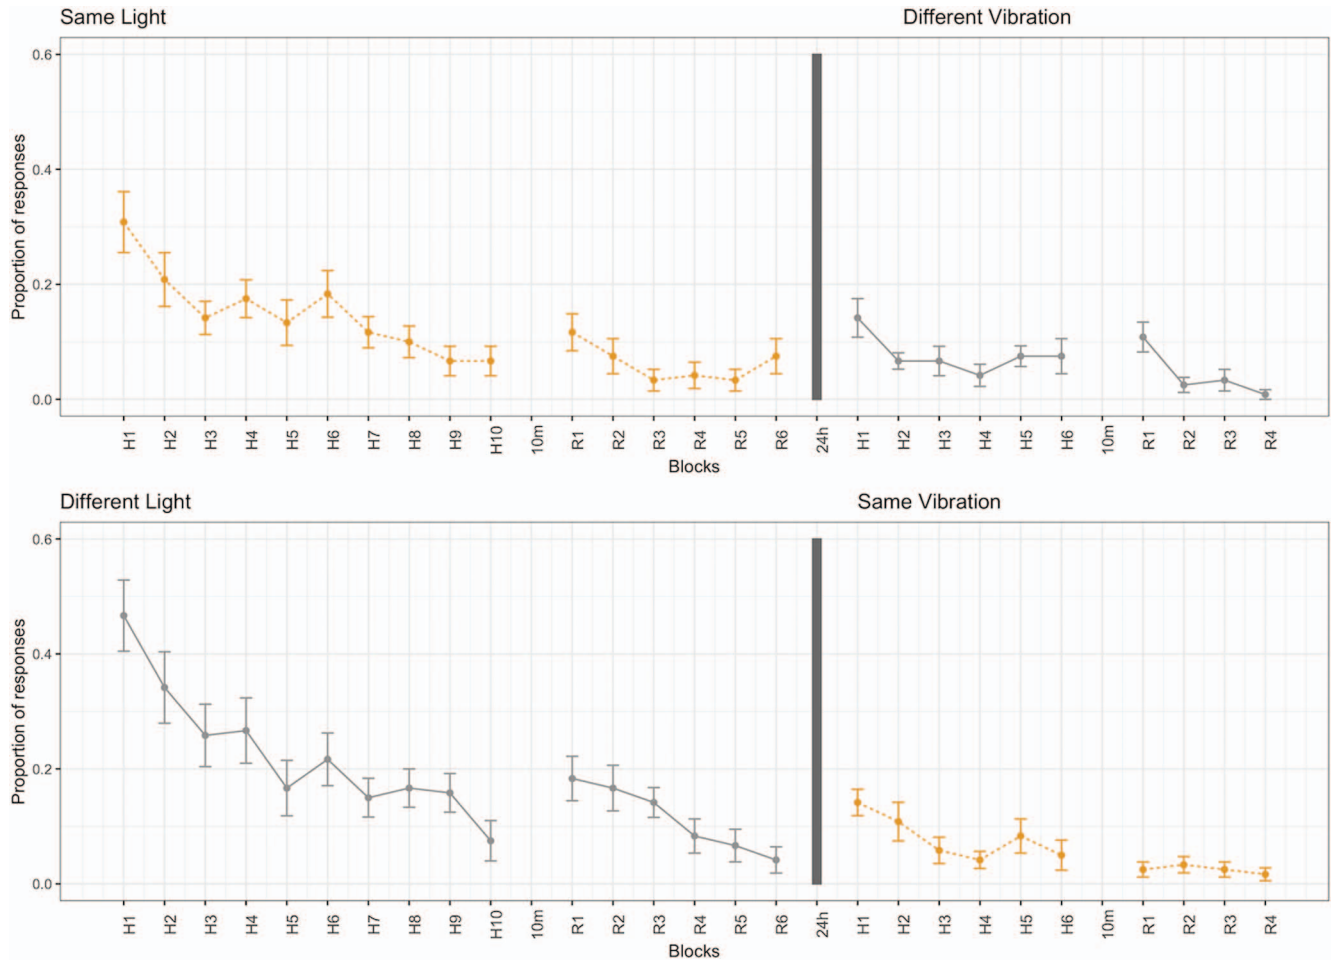 Same Light Different Vibration
Proportion of responses
0.6
0.4
0.2
0.0
H1 H2 H3 H4 H5 H6 H7 H8 H9 H10 10m R1 R2 R3 R4 R5 R6 24h H1 H2 H3 H4 H5 H6 10m R1 R2 R3 R4
Blocks
Different Light Same Vibration
Proportion of responses
0.6
0.4
0.2
0.0
H1 H2 H3 H4 H5 H6 H7 H8 H9 H10 10m R1 R2 R3 R4 R5 R6 24h H1 H2 H3 H4 H5 H6 10m R1 R2 R3 R4
Blocks